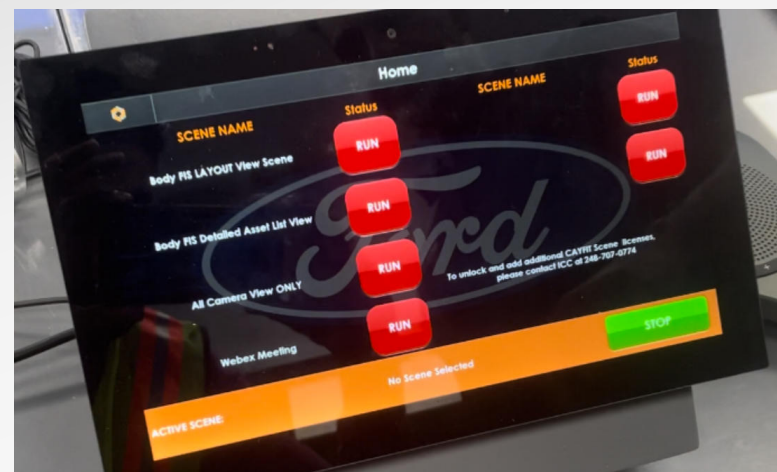 Home
SCENE NAME
Status
SCENE NAME
Status
Body FIS LAYOUT View Scene
RUN
RUN
Body FIS Detailed Asset List View
RUN
RUN
All Camera View ONLY
RUN
Webex Meeting
RUN
Ford
To unlock and add additional CAYFIT Scene licenses,
please contact ICC at 248-707-0774
ACTIVE SCENE:
No Scene Selected
STOP